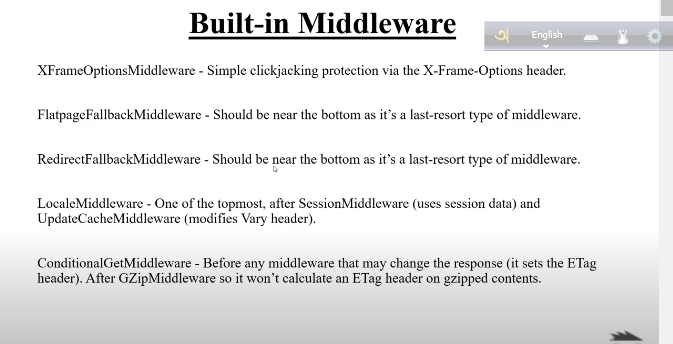 Built-in Middleware
English
XFrameOptionsMiddleware - Simple clickjacking protection via the X-Frame-Options header.
FlatpageFallbackMiddleware - Should be near the bottom as it’s a last-resort type of middleware.
RedirectFallbackMiddleware - Should be near the bottom as it’s a last-resort type of middleware.
LocaleMiddleware - One of the topmost, after SessionMiddleware (uses session data) and
UpdateCacheMiddleware (modifies Vary header).
ConditionalGetMiddleware - Before any middleware that may change the response (it sets the ETag
header). After GZipMiddleware so it won’t calculate an ETag header on gzipped contents.